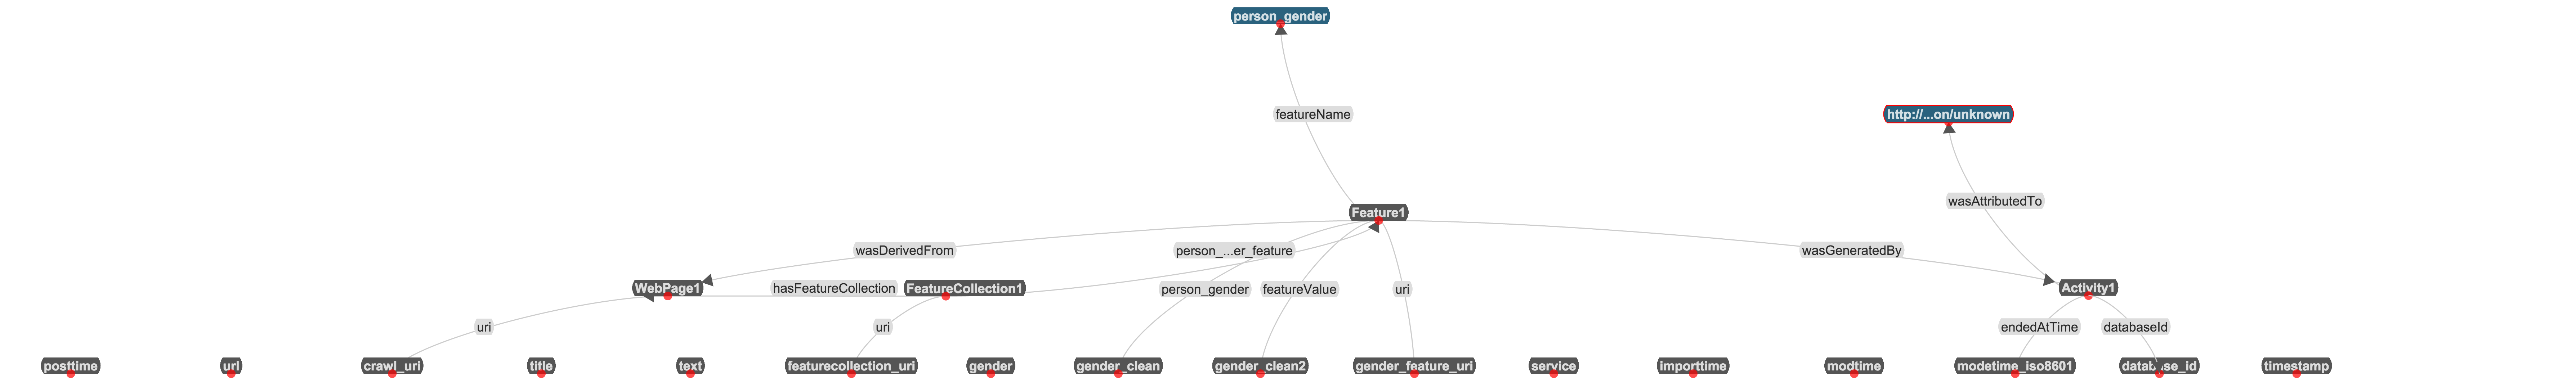 person_gender
featureName
http://...on/unknown
wasAttributedTo
Feature1
wasDerivedFrom
person_...er_feature
wasGeneratedBy
WebPage1
hasFeatureCollection
FeatureCollection1
person_gender
featureValue
uri
Activity1
uri
uri
endedAtTime
databaseId
posttime
url
crawl_uri
title
text
featurecollection_uri
gender
gender_clean
gender_clean2
gender_feature_uri
service
importtime
modtime
modetime_iso8601
database_id
timestamp